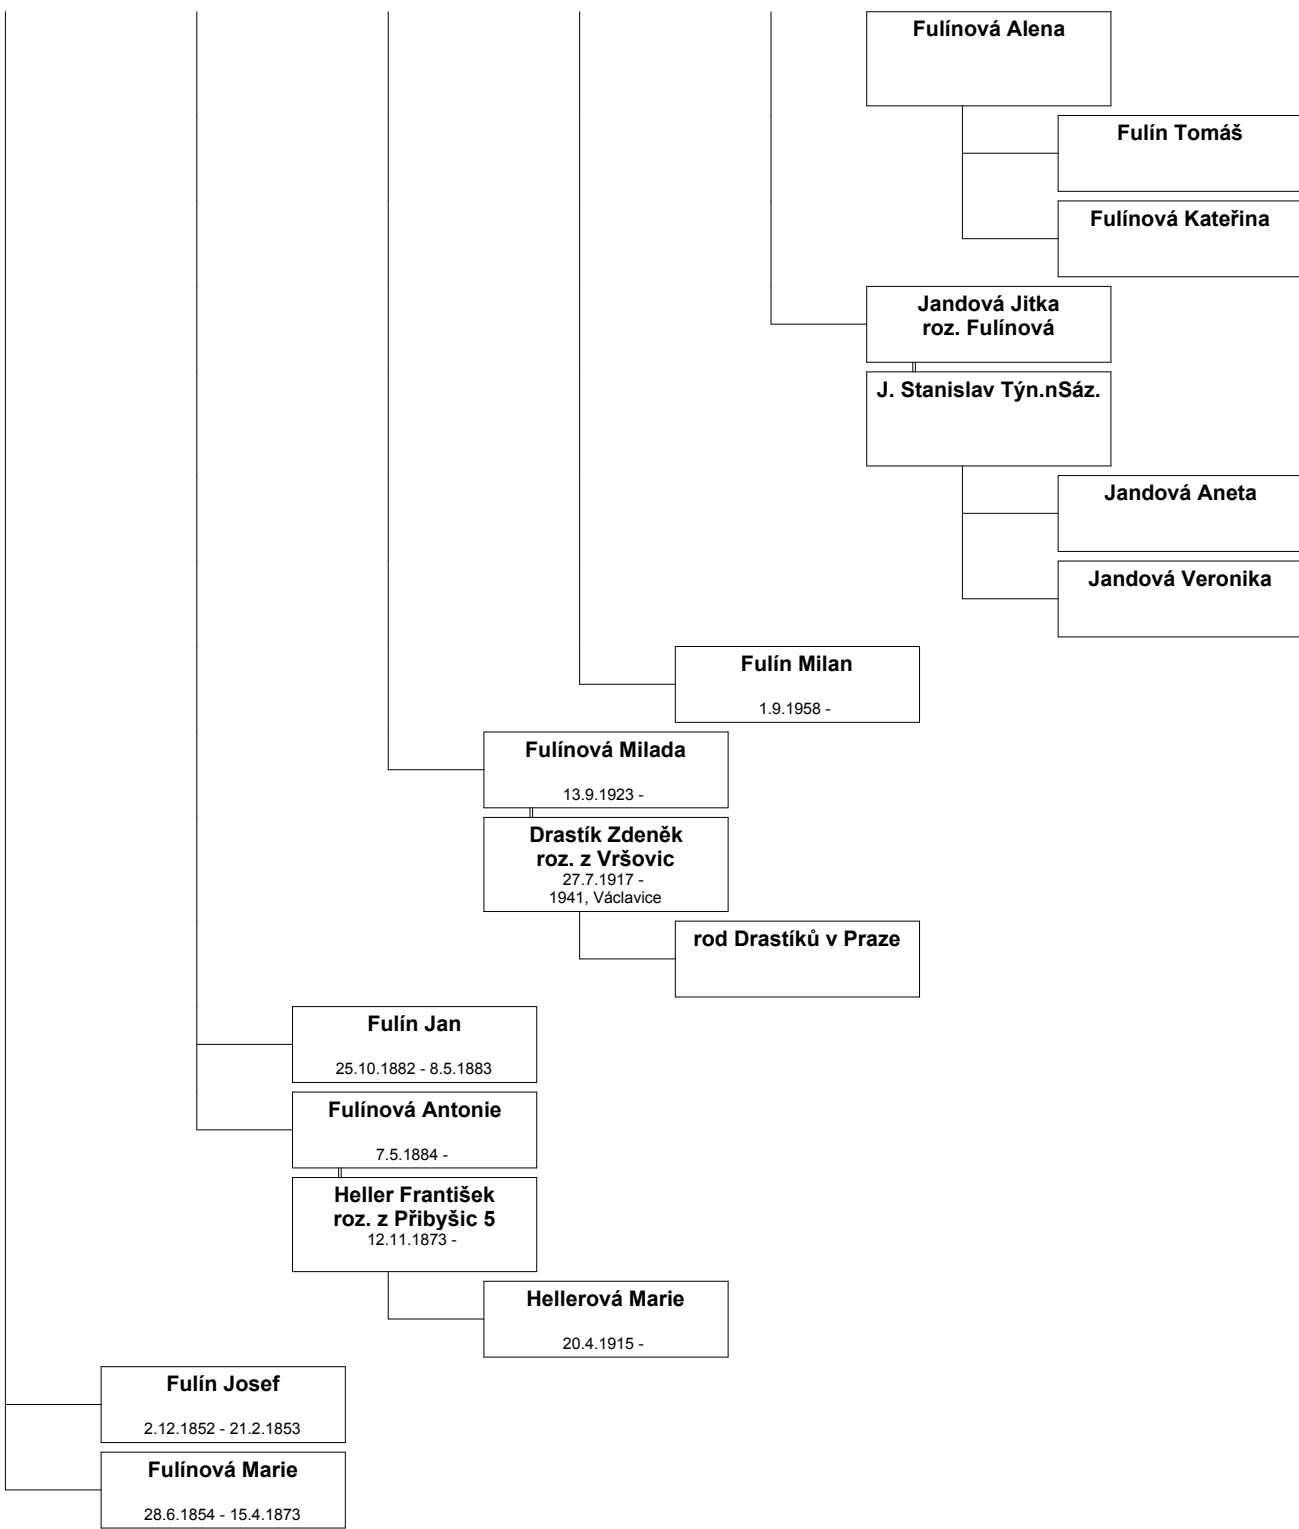 Fulínová Alena
Fulín Tomáš
Fulínová Kateřina
Jandová Jitka
roz. Fulínová
J. Stanislav Týn.nSáz.
Jandová Aneta
Jandová Veronika
Fulín Milan
1.9.1958 -
Fulínová Milada
13.9.1923 -
Drastík Zdeněk
roz. z Vršovic
27.7.1917 -
1941, Václavice
rod Drastíků v Praze
Fulín Jan
25.10.1882 - 8.5.1883
Fulínová Antonie
7.5.1884 -
Heller František
roz. z Přibyšic 5
12.11.1873 -
Hellerová Marie
20.4.1915 -
Fulín Josef
2.12.1852 - 21.2.1853
Fulínová Marie
28.6.1854 - 15.4.1873